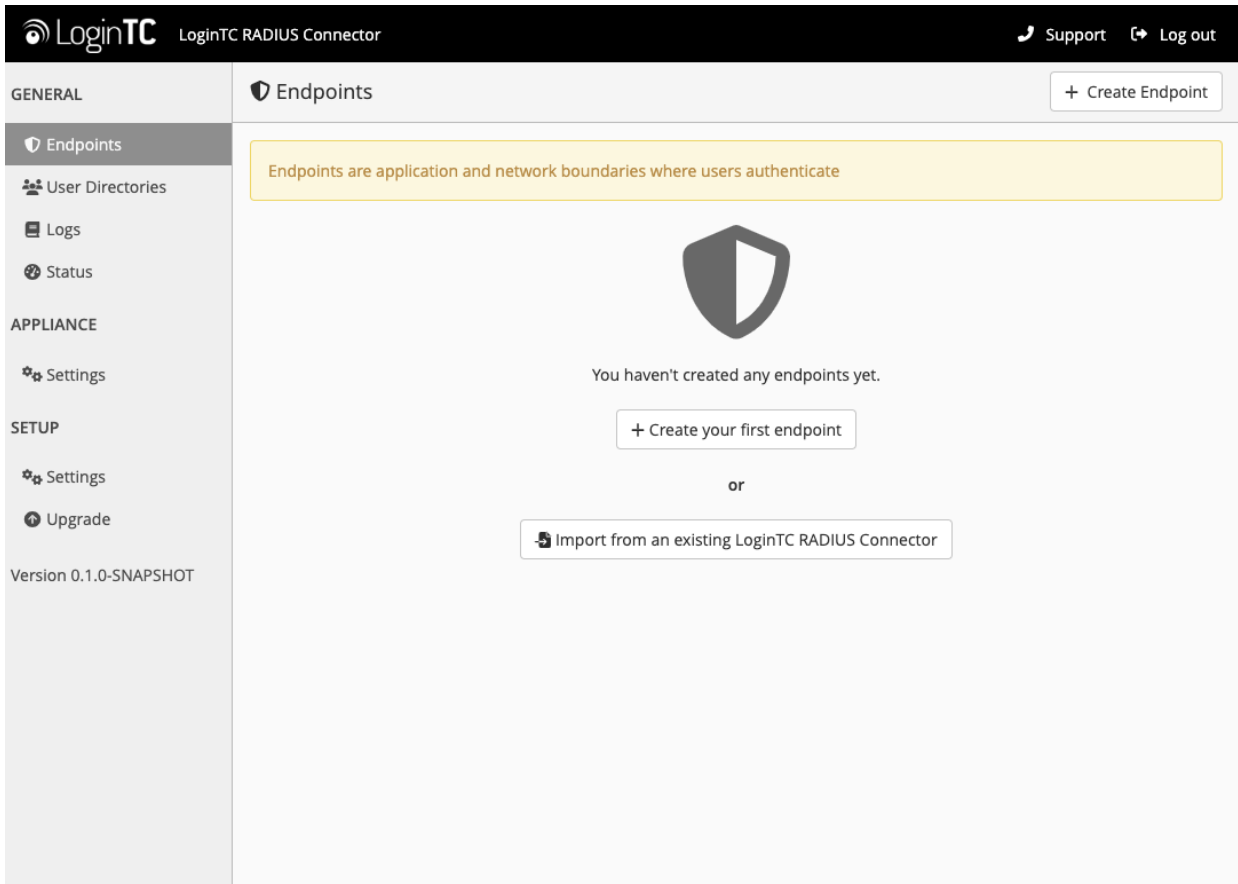 LoginTC LoginTC RADIUS Connector Support Log out
GENERAL
Endpoints
User Directories
Logs
Status
APPLIANCE
Settings
SETUP
Settings
Upgrade
Version 0.1.0-SNAPSHOT
Endpoints
+ Create Endpoint
Endpoints are application and network boundaries where users authenticate
You haven't created any endpoints yet.
+ Create your first endpoint
or
Import from an existing LoginTC RADIUS Connector